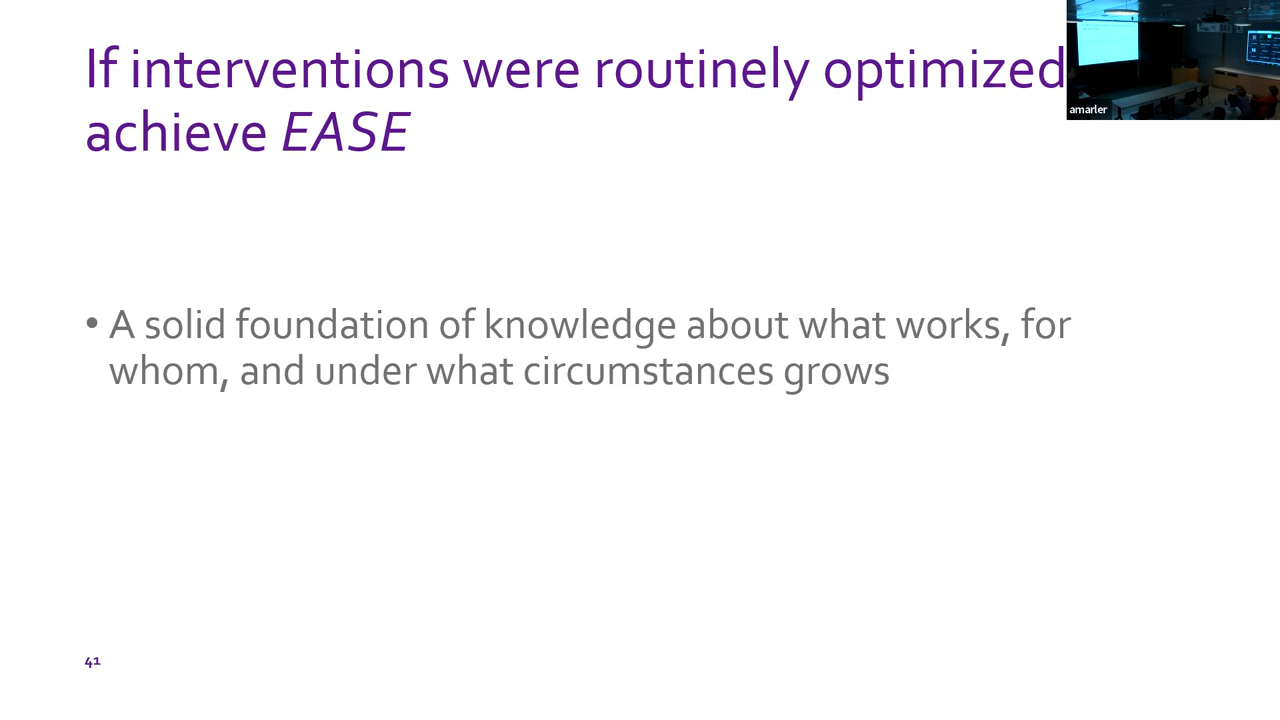 If interventions were routinely optimized
achieve EASE
amarler
• A solid foundation of knowledge about what works, for
whom, and under what circumstances grows
41